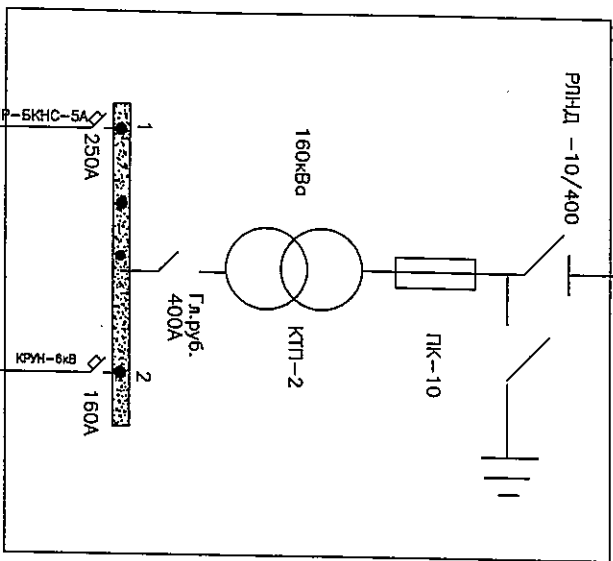 РЛНД -10/400
ПК-10
160кВа
КТП-2
Гл.руб.
400А
1
2
Р-БКНС-5А
250А
КРУН-6кВ
160А